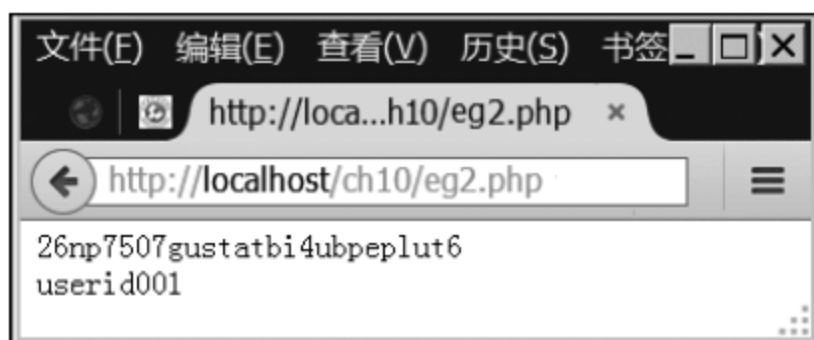 文件(F) 编辑(E) 查看(V) 历史(S) 书签
http://loca...h10/eg2.php ×
http://localhost/ch10/eg2.php
26np7507gustatbi4ubpeplut6
userid001